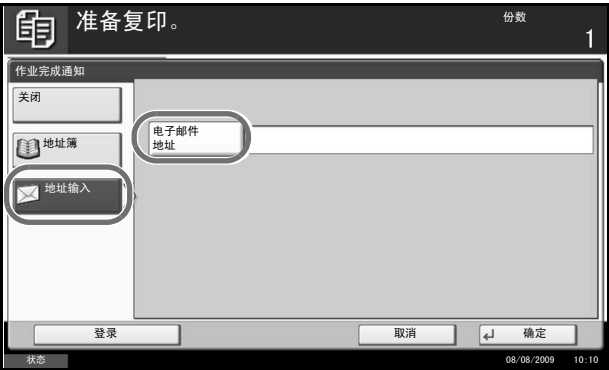 准备复印。
份数
1
作业完成通知
关闭
地址簿
地址输入
电子邮件
地址
登录
取消
确定
状态
08/08/2009 10:10